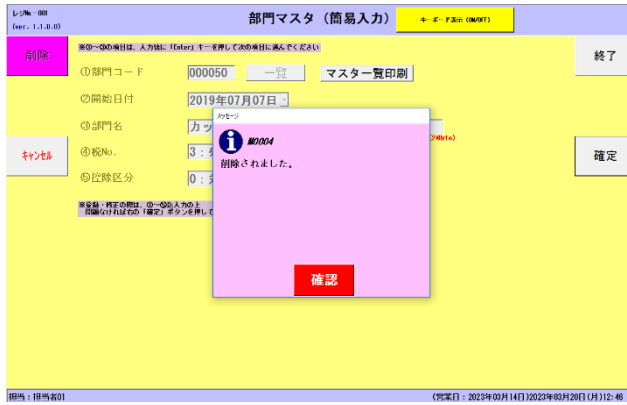 レジNo - 001
(ver. 1.1.0.0)
部門マスタ (簡易入力)
キーボード表示 (ON/OFF)
削除
※①~⑩の項目は、入力後に「Enter」キーを押して次の項目に進んでください
終了
①部門コード 000050 一覧 マスター覧印刷
②開始日付 2019年07月07日
メッセージ
③部門名 カッ
M0004
削除されました。
キャンセル
④税No. 3:
確定
⑤控除区分 0:
※登録・修正の際は、①~⑤を入力の上
問題なければ右の「確定」ボタンを押して
確認
担当:担当者01
(営業日:2023年03月14日)2023年03月20日(月)12:46